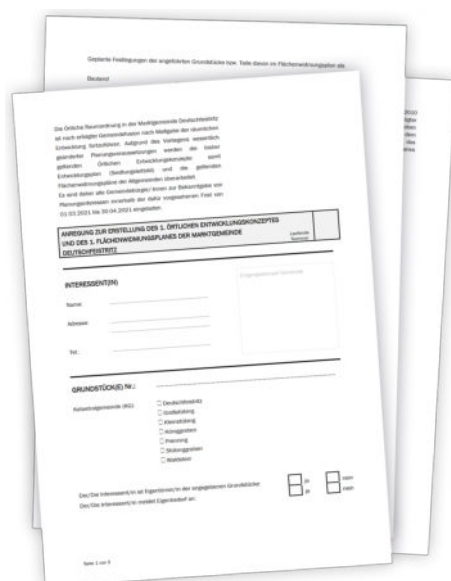 Geplante Festlegungen der angeführten Grundstücke bzw. Teile davon im Flächenwidmungsplan als
Bauland
Die Örtliche Raumordnung in der Marktgemeinde Deutschfeistritz
ist nach erfolgter Gemeindefusion nach Maßgabe der räumlichen
Entwicklung fortzuführen. Aufgrund des Vorliegens wesentlich
geänderter Planungsvoraussetzungen werden die bisher
geltenden Örtlichen Entwicklungskonzepte samt
Entwicklungsplan (Siedlungsleitbild) und die geltenden
Flächenwidmungspläne der Altgemeinden überarbeitet.
Es sind daher alle Gemeindebürger/innen zur Bekanntgabe von
Planungsinteressen innerhalb der dafür vorgesehenen Frist von
01.03.2021 bis 30.04.2021 eingeladen.
ANREGUNG ZUR ERSTELLUNG DES 1. ÖRTLICHEN ENTWICKLUNGSKONZEPTES
UND DES 1. FLÄCHENWIDMUNGSPLANES DER MARKTGEMEINDE
DEUTSCHFEISTRITZ
Laufende
Nummer
INTERESSENT(IN)
Name:
Adresse:
Tel.:
Eingangsstempel Gemeinde
GRUNDSTÜCK(E) Nr.:
Katastralgemeinde (KG):
Deutschfeistritz
Großstübing
Kleinstübing
Königgraben
Prenning
Stübinggraben
Waldstein
Der/Die Interessent/in ist Eigentümer/in der angegebenen Grundstücke:
ja
nein
Der/Die Interessent/in meldet Eigenbedarf an:
ja
nein
Seite 1 von 3
2010